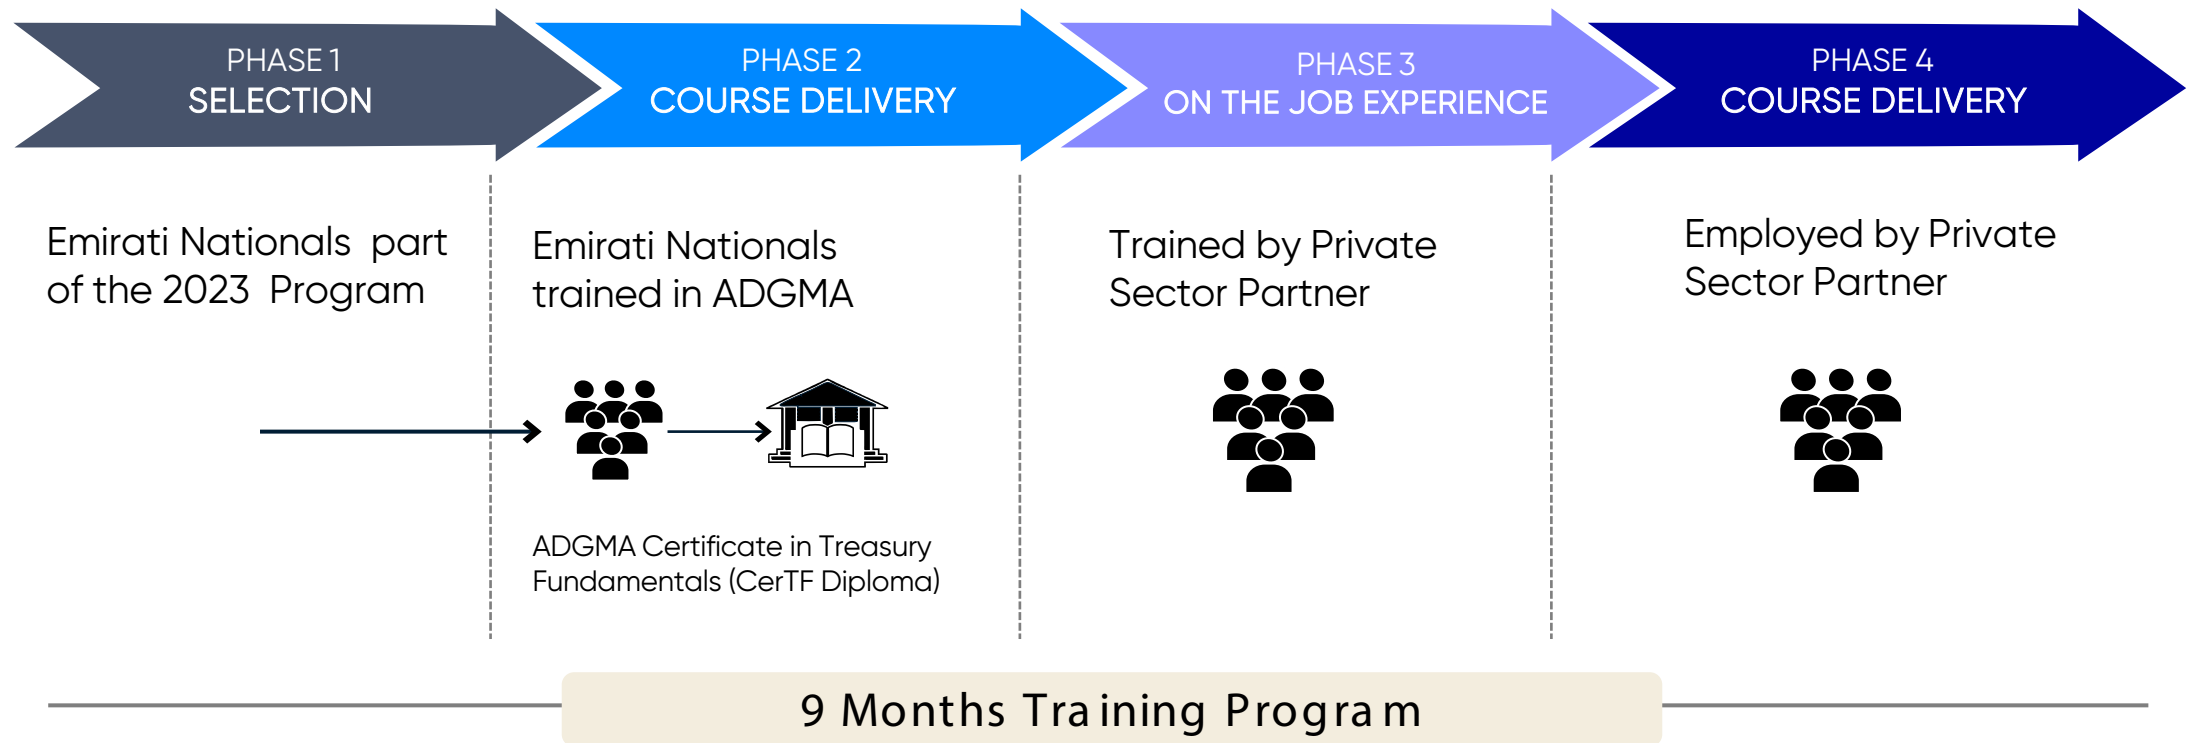 PHASE 1
SELECTION
PHASE 2
COURSE DELIVERY
PHASE 3
ON THE JOB EXPERIENCE
PHASE 4
COURSE DELIVERY
Emirati Nationals part
of the 2023 Program
Emirati Nationals
trained in ADGMA
ADGMA Certificate in Treasury
Fundamentals (CerTF Diploma)
Trained by Private
Sector Partner
Employed by Private
Sector Partner
9 Months Training Program